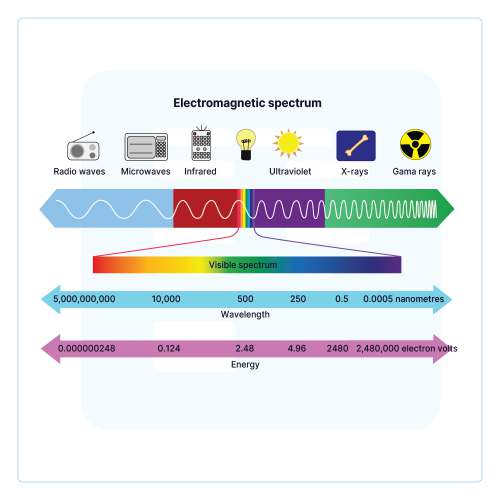 Electromagnetic spectrum
Radio waves Microwaves Infrared Ultraviolet X-rays Gama rays
Visible spectrum
5,000,000,000 10,000 500 250 0.5 0.0005 nanometres
Wavelength
0.000000248 0.124 2.48 4.96 2480 2,480,000 electron volts
Energy